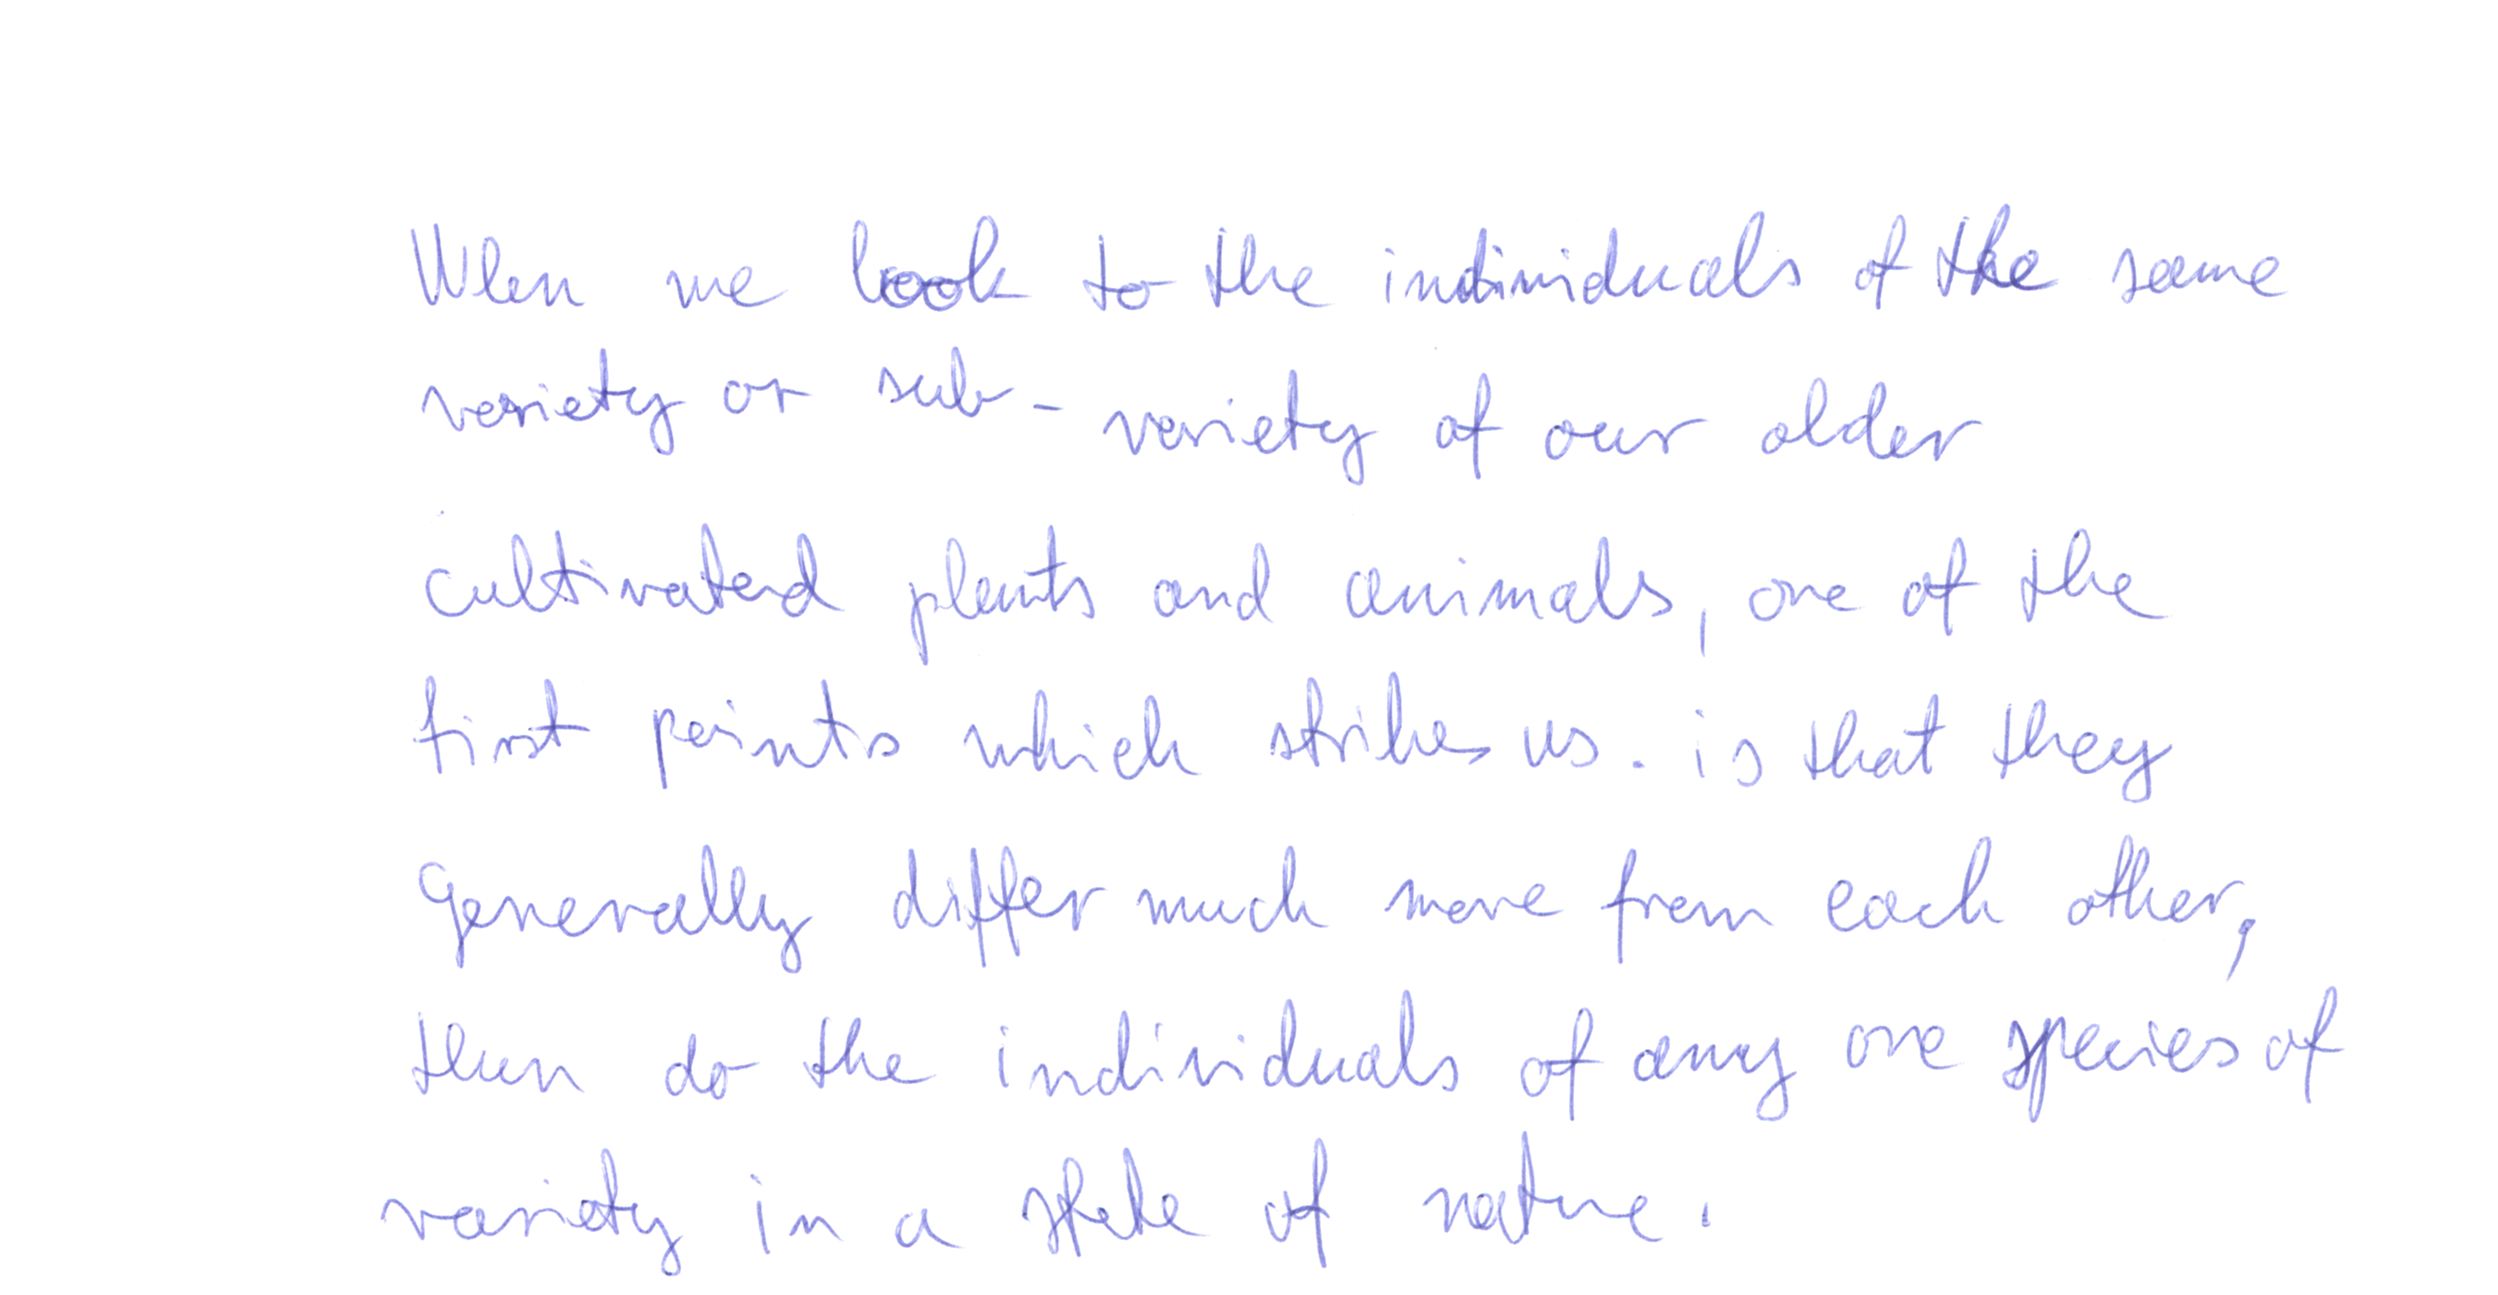 When we look to the individuals of the same
variety or sub-variety of our older
cultivated plants and animals, one of the
first points which strikes us. is that they
generally differ much more from each other,
then do the individuals of any one species of
variety in a state of nature.